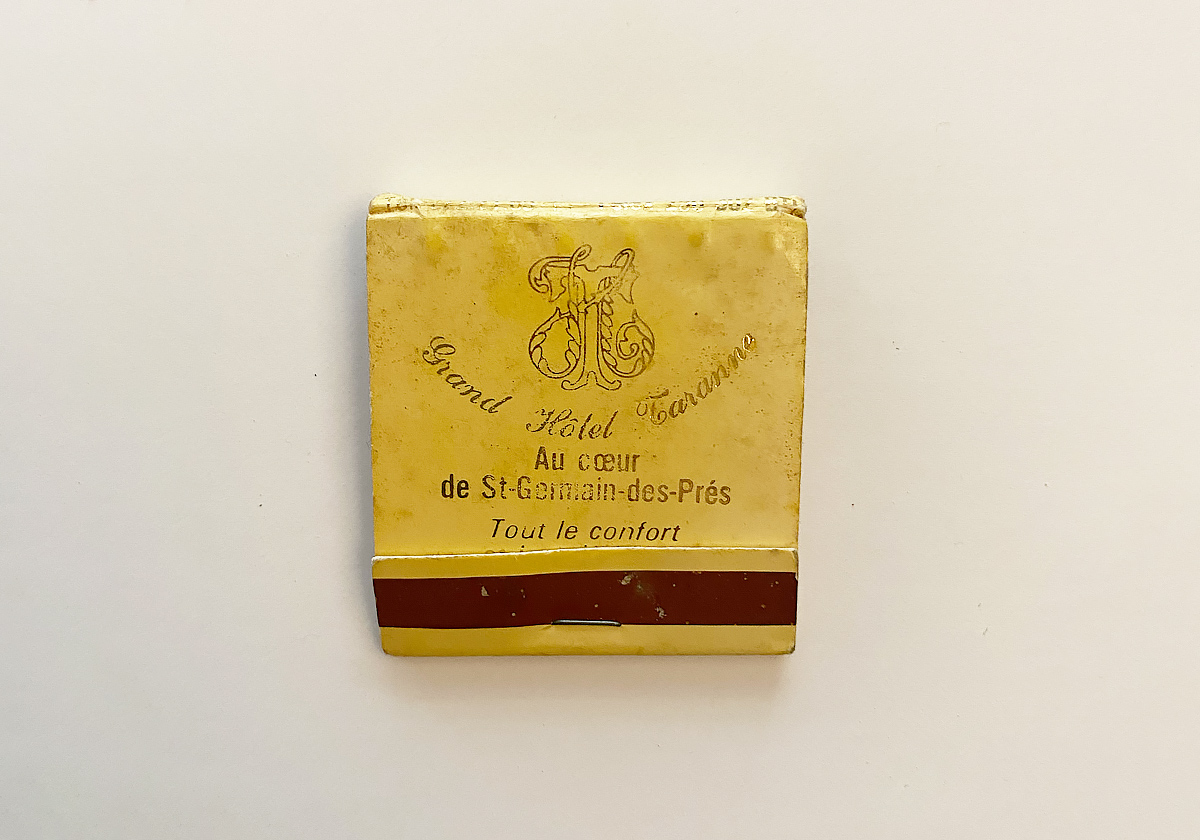 Grand Hôtel Taranne
Au cœur
de St-Germain-des-Prés
Tout le confort